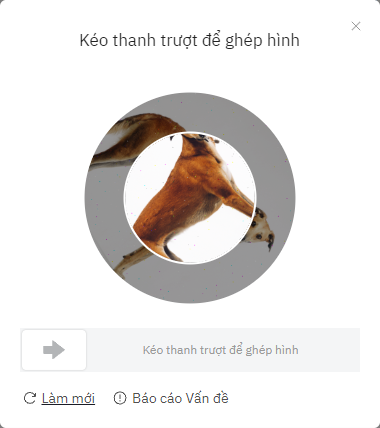 Kéo thanh trượt để ghép hình
Kéo thanh trượt để ghép hình
Làm mới
Báo cáo Vấn đề